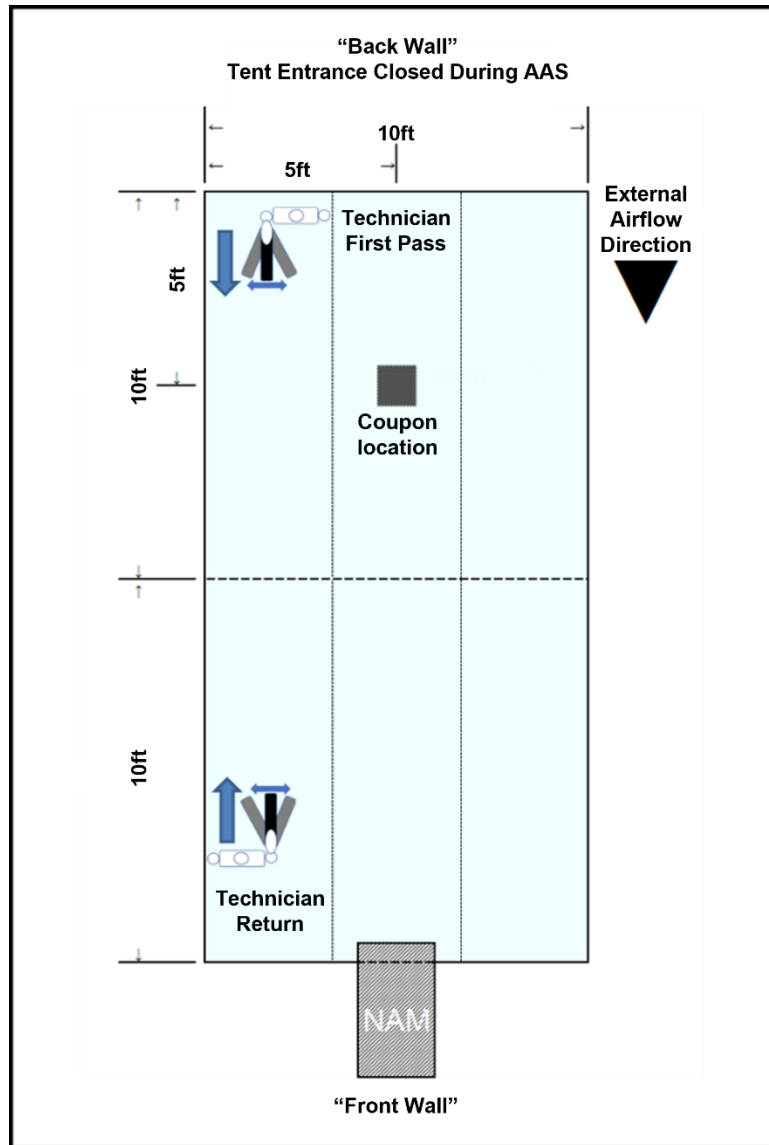 “Back Wall”
Tent Entrance Closed During AAS
10ft
5ft
External
Airflow
Direction
Technician
First Pass
5ft
10ft
Coupon
location
10ft
Technician
Return
NAM
“Front Wall”